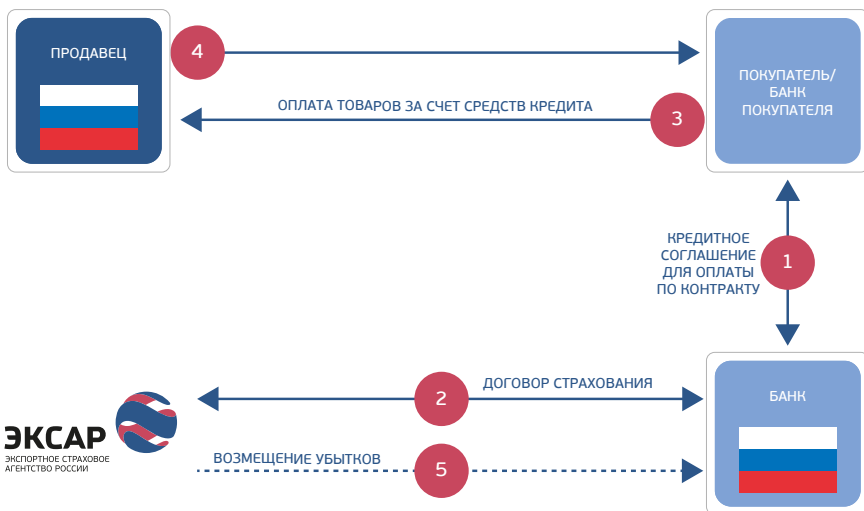 ПРОДАВЕЦ
4
ПОКУПАТЕЛЬ/
БАНК
ПОКУПАТЕЛЯ
ОПЛАТА ТОВАРОВ ЗА СЧЕТ СРЕДСТВ КРЕДИТА
3
КРЕДИТНОЕ
СОГЛАШЕНИЕ
ДЛЯ ОПЛАТЫ
ПО КОНТРАКТУ
1
ДОГОВОР СТРАХОВАНИЯ
2
БАНК
ЭКСАР
ЭКСПОРТНОЕ СТРАХОВОЕ
АГЕНТСТВО РОССИИ
ВОЗМЕЩЕНИЕ УБЫТКОВ
5